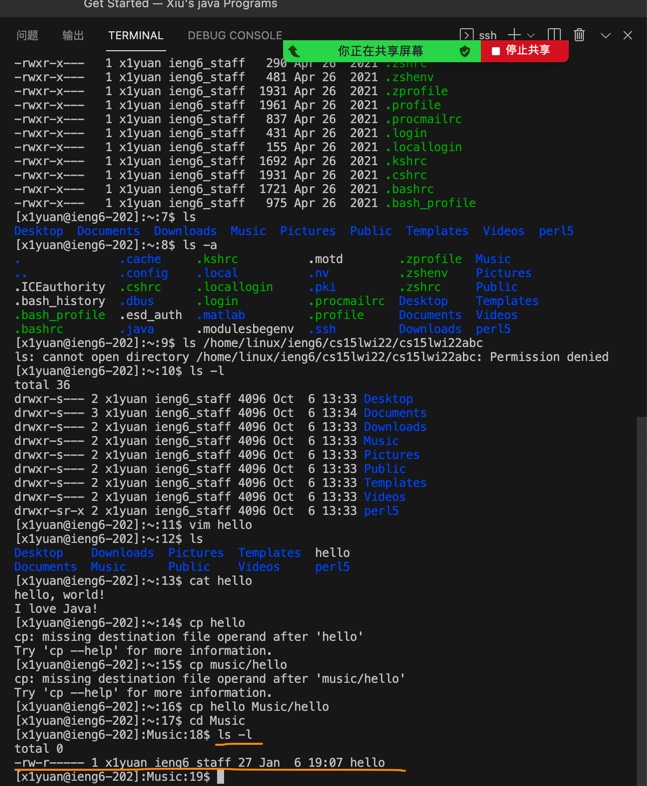 Get Started — Xiu's java Programs
问题 输出 TERMINAL DEBUG CONSOLE ssh
你正在共享屏幕 停止共享
-rwxr-x--- 1 x1yuan ieng6_staff 290 Apr 26 2021 .zshrc
-rwxr-x--- 1 x1yuan ieng6_staff 481 Apr 26 2021 .zshenv
-rwxr-x--- 1 x1yuan ieng6_staff 1931 Apr 26 2021 .zprofile
-rwxr-x--- 1 x1yuan ieng6_staff 1961 Apr 26 2021 .profile
-rwxr-x--- 1 x1yuan ieng6_staff 837 Apr 26 2021 .procmailrc
-rwxr-x--- 1 x1yuan ieng6_staff 431 Apr 26 2021 .login
-rwxr-x--- 1 x1yuan ieng6_staff 155 Apr 26 2021 .locallogin
-rwxr-x--- 1 x1yuan ieng6_staff 1692 Apr 26 2021 .kshrc
-rwxr-x--- 1 x1yuan ieng6_staff 1931 Apr 26 2021 .cshrc
-rwxr-x--- 1 x1yuan ieng6_staff 1721 Apr 26 2021 .bashrc
-rwxr-x--- 1 x1yuan ieng6_staff 975 Apr 26 2021 .bash_profile
[x1yuan@ieng6-202]:~:7$ ls
Desktop Documents Downloads Music Pictures Public Templates Videos perl5
[x1yuan@ieng6-202]:~:8$ ls -a
. .cache .kshrc .motd .zprofile Music
.. .config .local .nv .zshenv Pictures
.ICEauthority .cshrc .locallogin .pki .zshrc Public
.bash_history .dbus .login .procmailrc Desktop Templates
.bash_profile .esd_auth .matlab .profile Documents Videos
.bashrc .java .modulesbegenv .ssh Downloads perl5
[x1yuan@ieng6-202]:~:9$ ls /home/linux/ieng6/cs15lwi22/cs15lwi22abc
ls: cannot open directory /home/linux/ieng6/cs15lwi22/cs15lwi22abc: Permission denied
[x1yuan@ieng6-202]:~:10$ ls -l
total 36
drwxr-s--- 2 x1yuan ieng6_staff 4096 Oct 6 13:33 Desktop
drwxr-s--- 3 x1yuan ieng6_staff 4096 Oct 6 13:34 Documents
drwxr-s--- 2 x1yuan ieng6_staff 4096 Oct 6 13:33 Downloads
drwxr-s--- 2 x1yuan ieng6_staff 4096 Oct 6 13:33 Music
drwxr-s--- 2 x1yuan ieng6_staff 4096 Oct 6 13:33 Pictures
drwxr-s--- 2 x1yuan ieng6_staff 4096 Oct 6 13:33 Public
drwxr-s--- 2 x1yuan ieng6_staff 4096 Oct 6 13:33 Templates
drwxr-s--- 2 x1yuan ieng6_staff 4096 Oct 6 13:33 Videos
drwxr-sr-x 2 x1yuan ieng6_staff 4096 Oct 6 13:33 perl5
[x1yuan@ieng6-202]:~:11$ vim hello
[x1yuan@ieng6-202]:~:12$ ls
Desktop Downloads Pictures Templates hello
Documents Music Public Videos perl5
[x1yuan@ieng6-202]:~:13$ cat hello
hello, world!
I love Java!
[x1yuan@ieng6-202]:~:14$ cp hello
cp: missing destination file operand after 'hello'
Try 'cp --help' for more information.
[x1yuan@ieng6-202]:~:15$ cp music/hello
cp: missing destination file operand after 'music/hello'
Try 'cp --help' for more information.
[x1yuan@ieng6-202]:~:16$ cp hello Music/hello
[x1yuan@ieng6-202]:~:17$ cd Music
[x1yuan@ieng6-202]:Music:18$ ls -l
total 0
-rw-r----- 1 x1yuan ieng6_staff 27 Jan 6 19:07 hello
[x1yuan@ieng6-202]:Music:19$